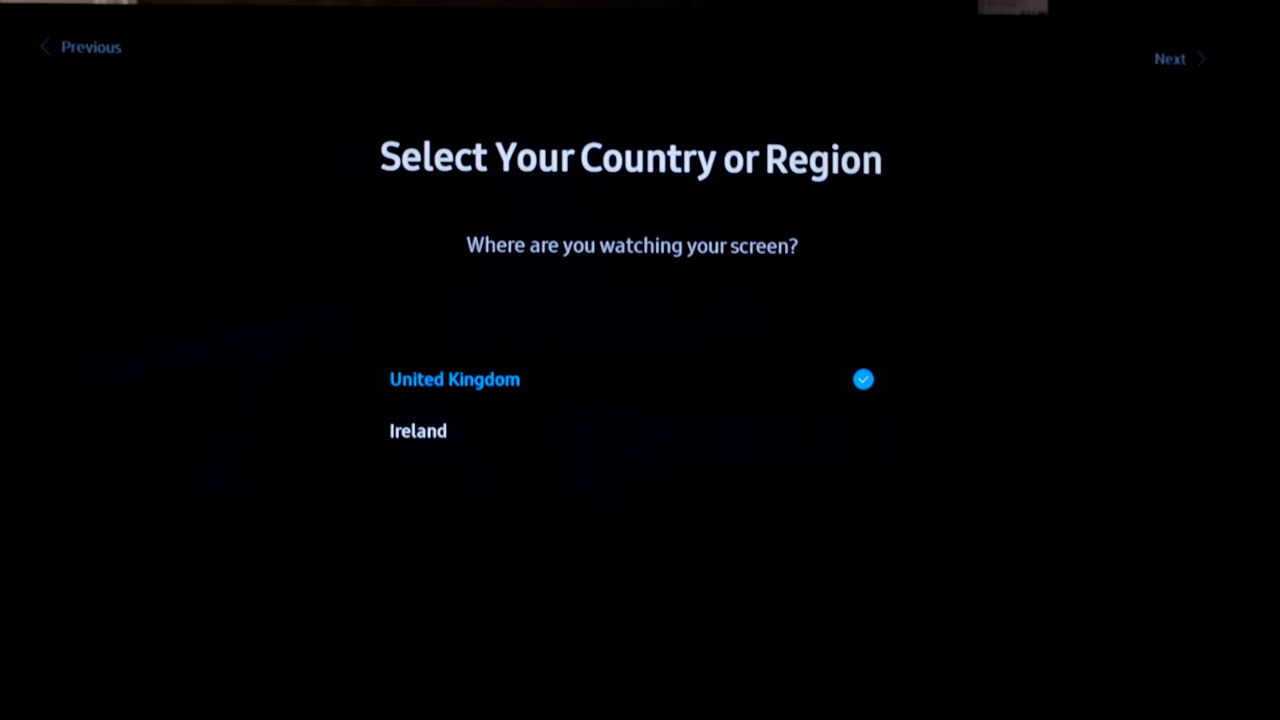 Previous
Next
Select Your Country or Region
Where are you watching your screen?
United Kingdom
Ireland